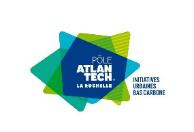 PÔLE
ATLAN
TECH®
LA ROCHELLE
INITIATIVES
URBAINES
BAS CARBONE